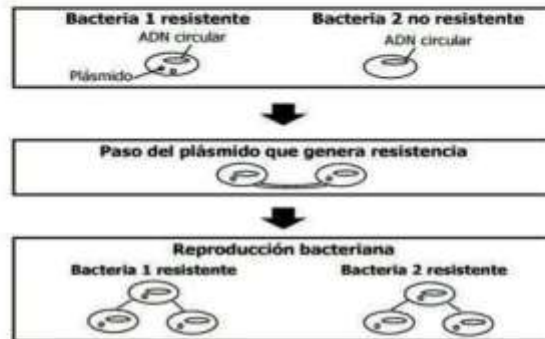 Bacteria 1 resistente
Bacteria 2 no resistente
ADN circular
ADN circular
Plásmido
Paso del plásmido que genera resistencia
Reproducción bacteriana
Bacteria 1 resistente
Bacteria 2 resistente